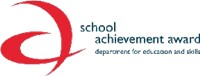 school
achievement award
department for education and skills